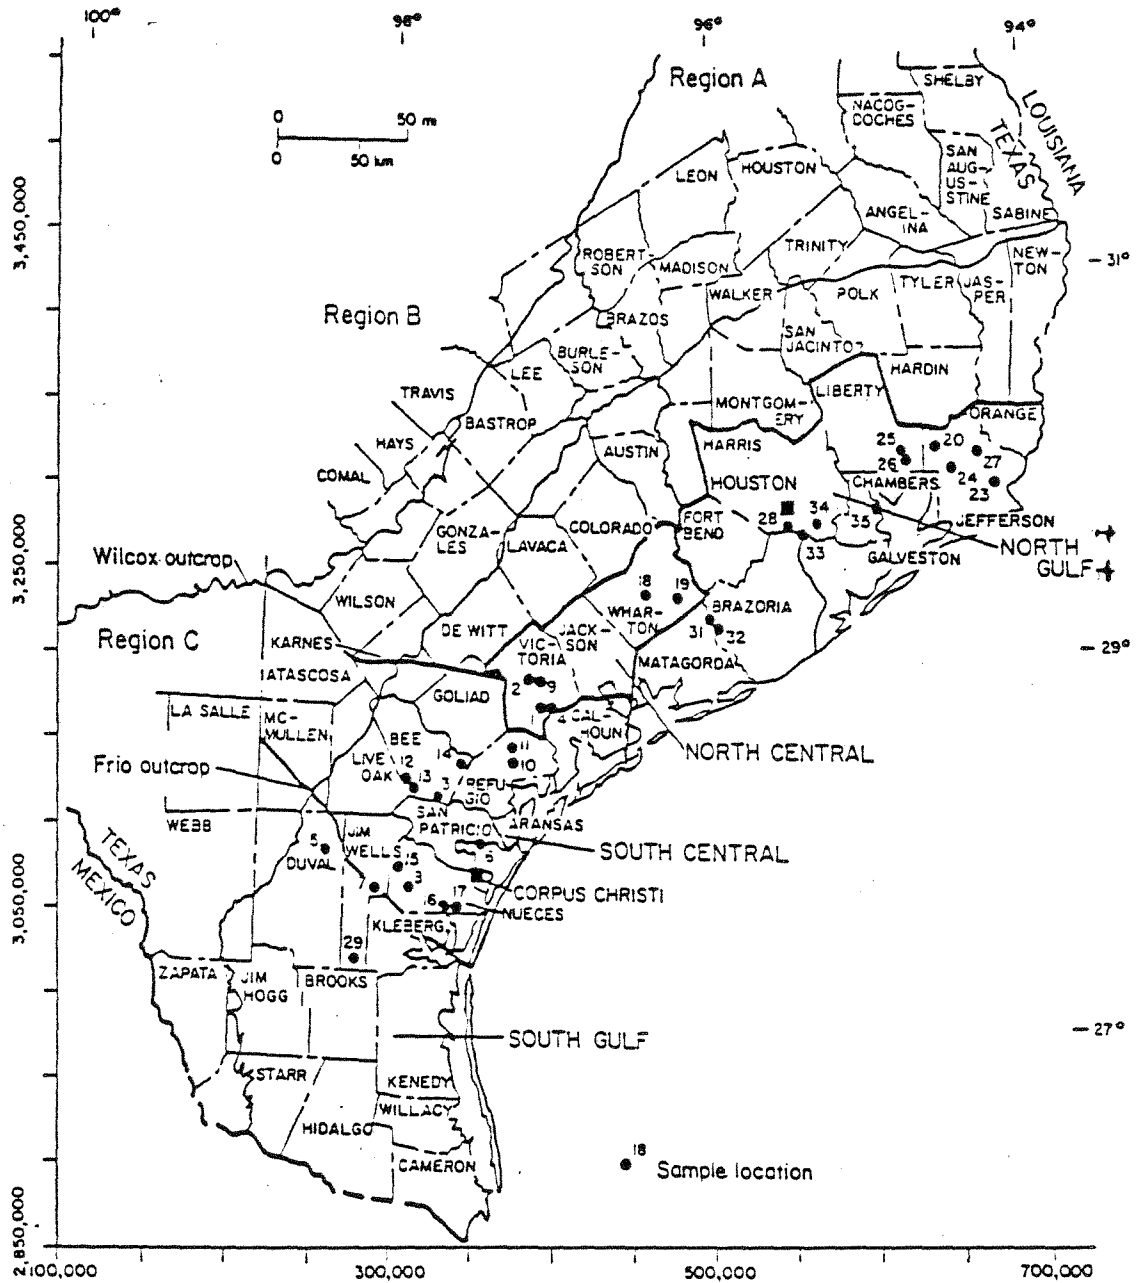 100°
98°
96°
94°
Region A
SHELBY
0 50 mi
0 50 km
NACOG-
DOCHES
LOUISIANA
TEXAS
SAN
AUG-
US-
TINE
LEON
HOUSTON
ANGEL-
INA
SABINE
3,450,000
ROBERT-
SON
MADISON
TRINITY
NEW-
TON
31°
WALKER
POLK
TYLER
JAS-
PER
Region B
BRAZOS
SAN
JACINTO
BURLE-
SON
LEE
HARDIN
TRAVIS
LIBERTY
BASTROP
MONTGOM-
ERY
ORANGE
HAYS
AUSTIN
HARRIS
25
20
26
27
COMAL
HOUSTON
CHAMBERS
24
23
GONZA-
LES
LAVACA
COLORADO
FORT
BEND
28
34
35
JEFFERSON
33
NORTH
GULF
GALVESTON
3,250,000
Wilcox outcrop
WILSON
18
19
WHAR-
TON
BRAZORIA
31
32
Region C
KARNES
DE WITT
JACK-
SON
VIC-
TORIA
MATAGORDA
29°
ATASCOSA
GOLIAD
2
9
LA SALLE
MC-
MULLEN
4
CAL-
HOUN
BEE
11
10
NORTH CENTRAL
Frio outcrop
LIVE
OAK
12
13
14
3
REFU
GIO
WEBB
SAN
PATRICIO
ARANSAS
TEXAS
MEXICO
5
DUVAL
JIM
WELLS
15
3
6
SOUTH CENTRAL
CORPUS CHRISTI
3,050,000
16
17
NUECES
KLEBERG
29
ZAPATA
JIM
HOGG
BROOKS
27°
SOUTH GULF
STARR
KENEDY
WILLACY
HIDALGO
CAMERON
18
Sample location
2,850,000
2,100,000
300,000
500,000
700,000